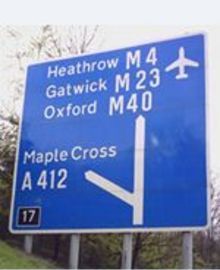 Heathrow M4
Gatwick M23
Oxford M40
Maple Cross
A 412
17